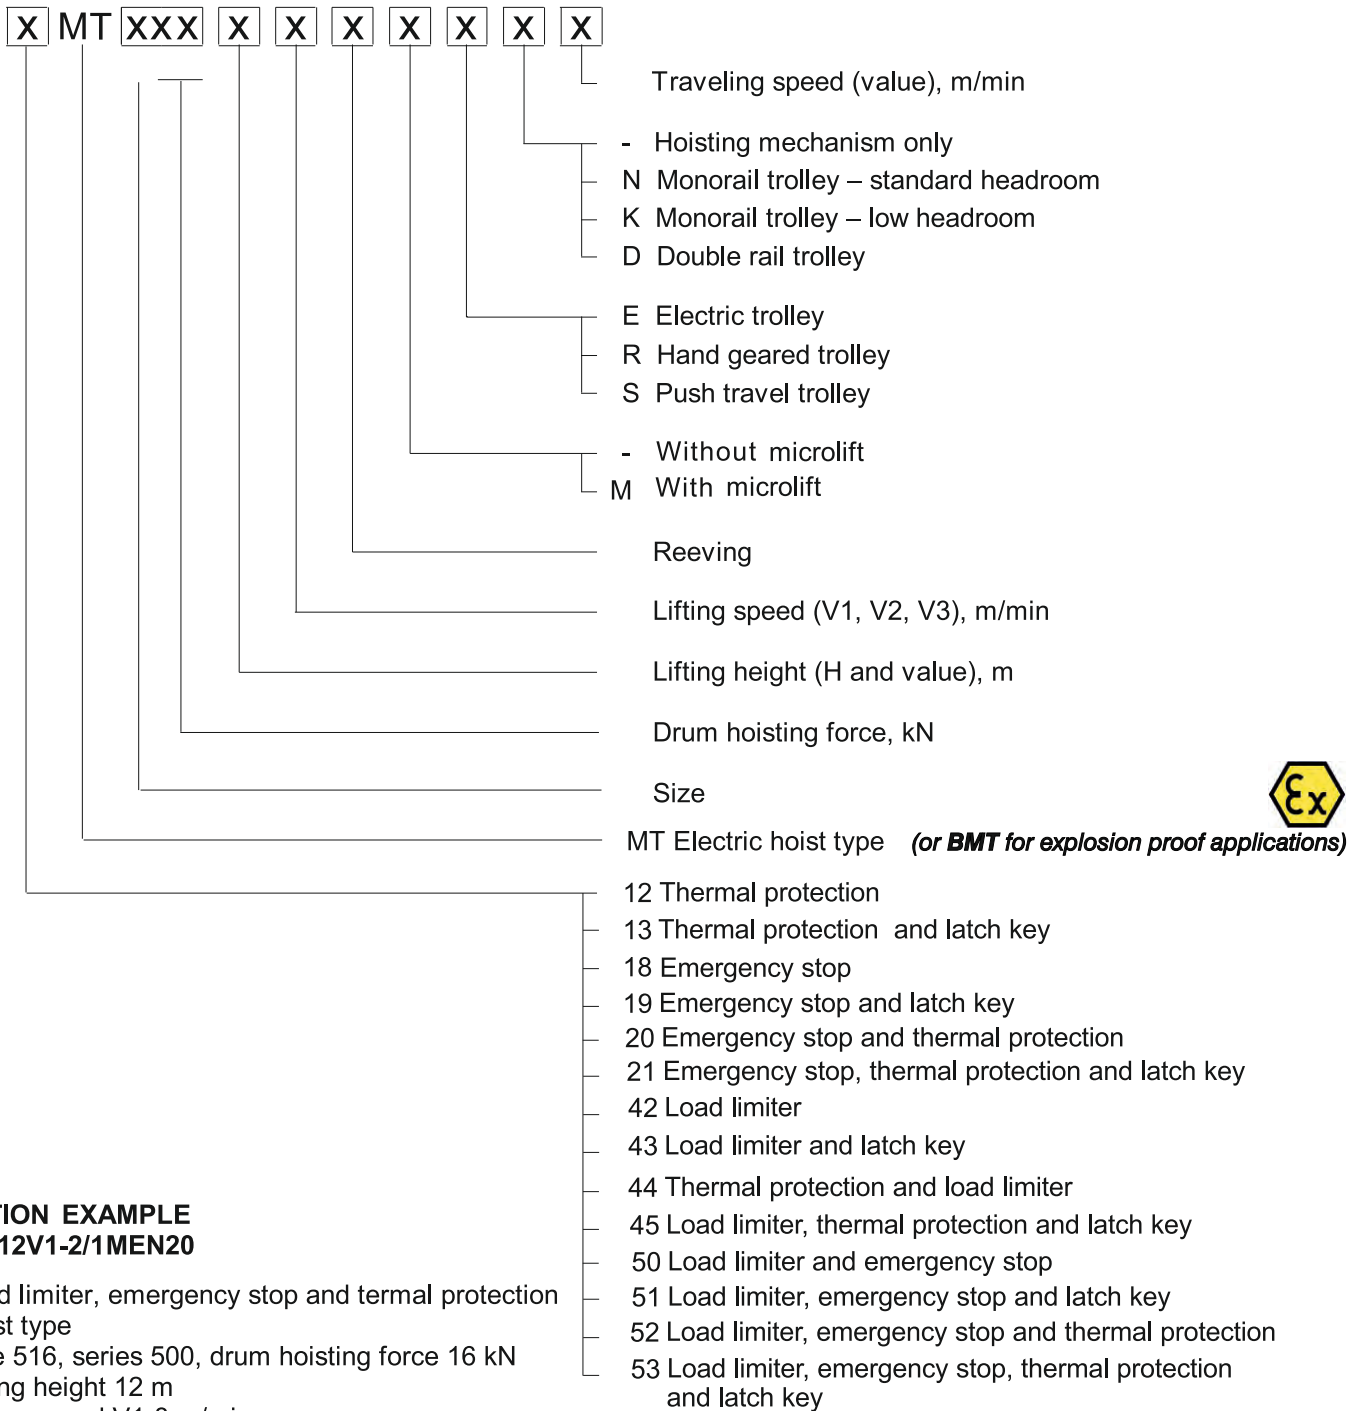 X MT XXX X X X X X X X
Traveling speed (value), m/min
- Hoisting mechanism only
N Monorail trolley – standard headroom
K Monorail trolley – low headroom
D Double rail trolley
E Electric trolley
R Hand geared trolley
S Push travel trolley
- Without microlift
M With microlift
Reeving
Lifting speed (V1, V2, V3), m/min
Lifting height (H and value), m
Drum hoisting force, kN
Size
Ex
MT Electric hoist type (or BMT for explosion proof applications)
12 Thermal protection
13 Thermal protection and latch key
18 Emergency stop
19 Emergency stop and latch key
20 Emergency stop and thermal protection
21 Emergency stop, thermal protection and latch key
42 Load limiter
43 Load limiter and latch key
44 Thermal protection and load limiter
45 Load limiter, thermal protection and latch key
50 Load limiter and emergency stop
51 Load limiter, emergency stop and latch key
52 Load limiter, emergency stop and thermal protection
53 Load limiter, emergency stop, thermal protection
and latch key
TION EXAMPLE
12V1-2/1MEN20
d limiter, emergency stop and termal protection
st type
e 516, series 500, drum hoisting force 16 kN
ng height 12 m